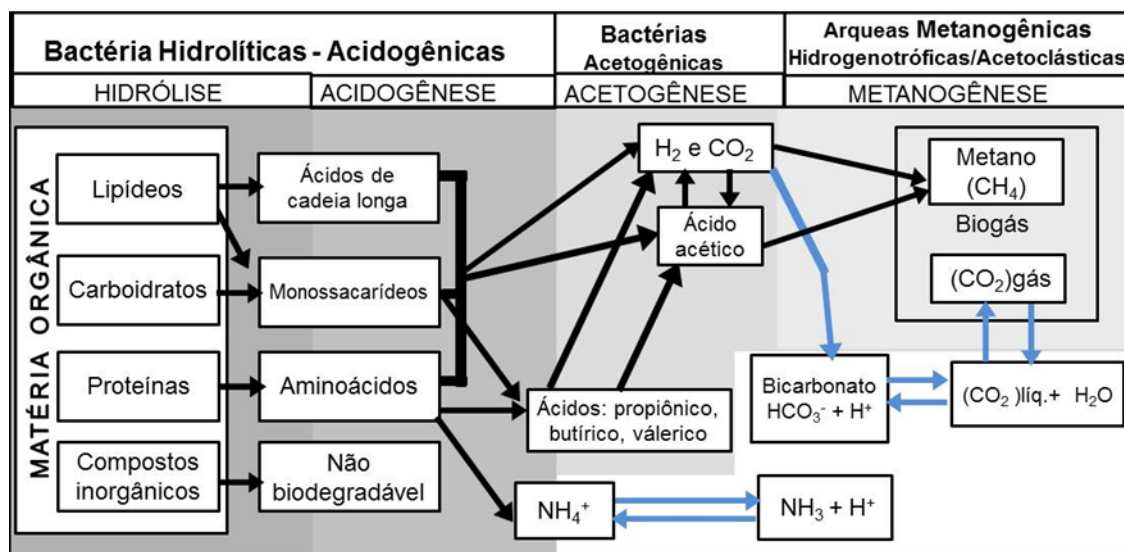 Bactéria Hidrolíticas - Acidogênicas
Bactérias
Acetogênicas
Arqueas Metanogênicas
Hidrogenotróficas/Acetoclásticas
HIDRÓLISE
ACIDOGÊNESE
ACETOGÊNESE
METANOGÊNESE
MATÉRIA ORGÂNICA
Lipídeos
Ácidos de
cadeia longa
H₂ e CO₂
Metano
(CH₄)
Biogás
Ácido
acético
Carboidratos
Monossacarídeos
(CO₂)gás
Proteínas
Aminoácidos
Ácidos: propiônico,
butírico, válerico
Bicarbonato
HCO₃⁻ + H⁺
(CO₂ )líq.+ H₂O
Compostos
inorgânicos
Não
biodegradável
NH₄⁺
NH₃ + H⁺